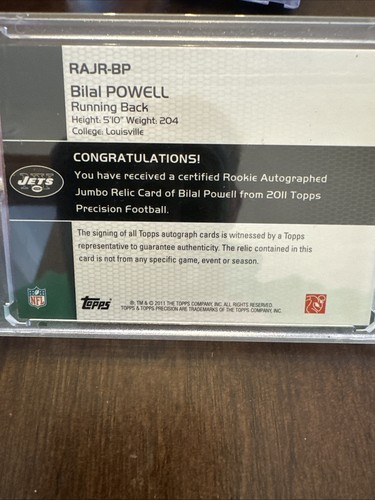 RAJR-BP
Bilal POWELL
Running Back
Height: 5'10" Weight: 204
College: Louisville
JETS
CONGRATULATIONS!
You have received a certified Rookie Autographed
Jumbo Relic Card of Bilal Powell from 2011 Topps
Precision Football.
The signing of all Topps autograph cards is witnessed by a Topps
representative to guarantee authenticity. The relic contained in this
card is not from any specific game, event or season.
NFL
Topps
®, TM & © 2011 THE TOPPS COMPANY, INC. ALL RIGHTS RESERVED.
TOPPS & TOPPS PRECISION ARE TRADEMARKS OF THE TOPPS COMPANY, INC.